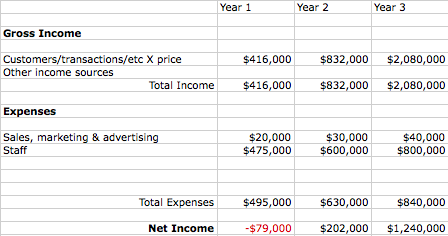 Year 1 Year 2 Year 3
Gross Income
Customers/transactions/etc X price $416,000 $832,000 $2,080,000
Other income sources
Total Income $416,000 $832,000 $2,080,000
Expenses
Sales, marketing & advertising $20,000 $30,000 $40,000
Staff $475,000 $600,000 $800,000
Total Expenses $495,000 $630,000 $840,000
Net Income -$79,000 $202,000 $1,240,000